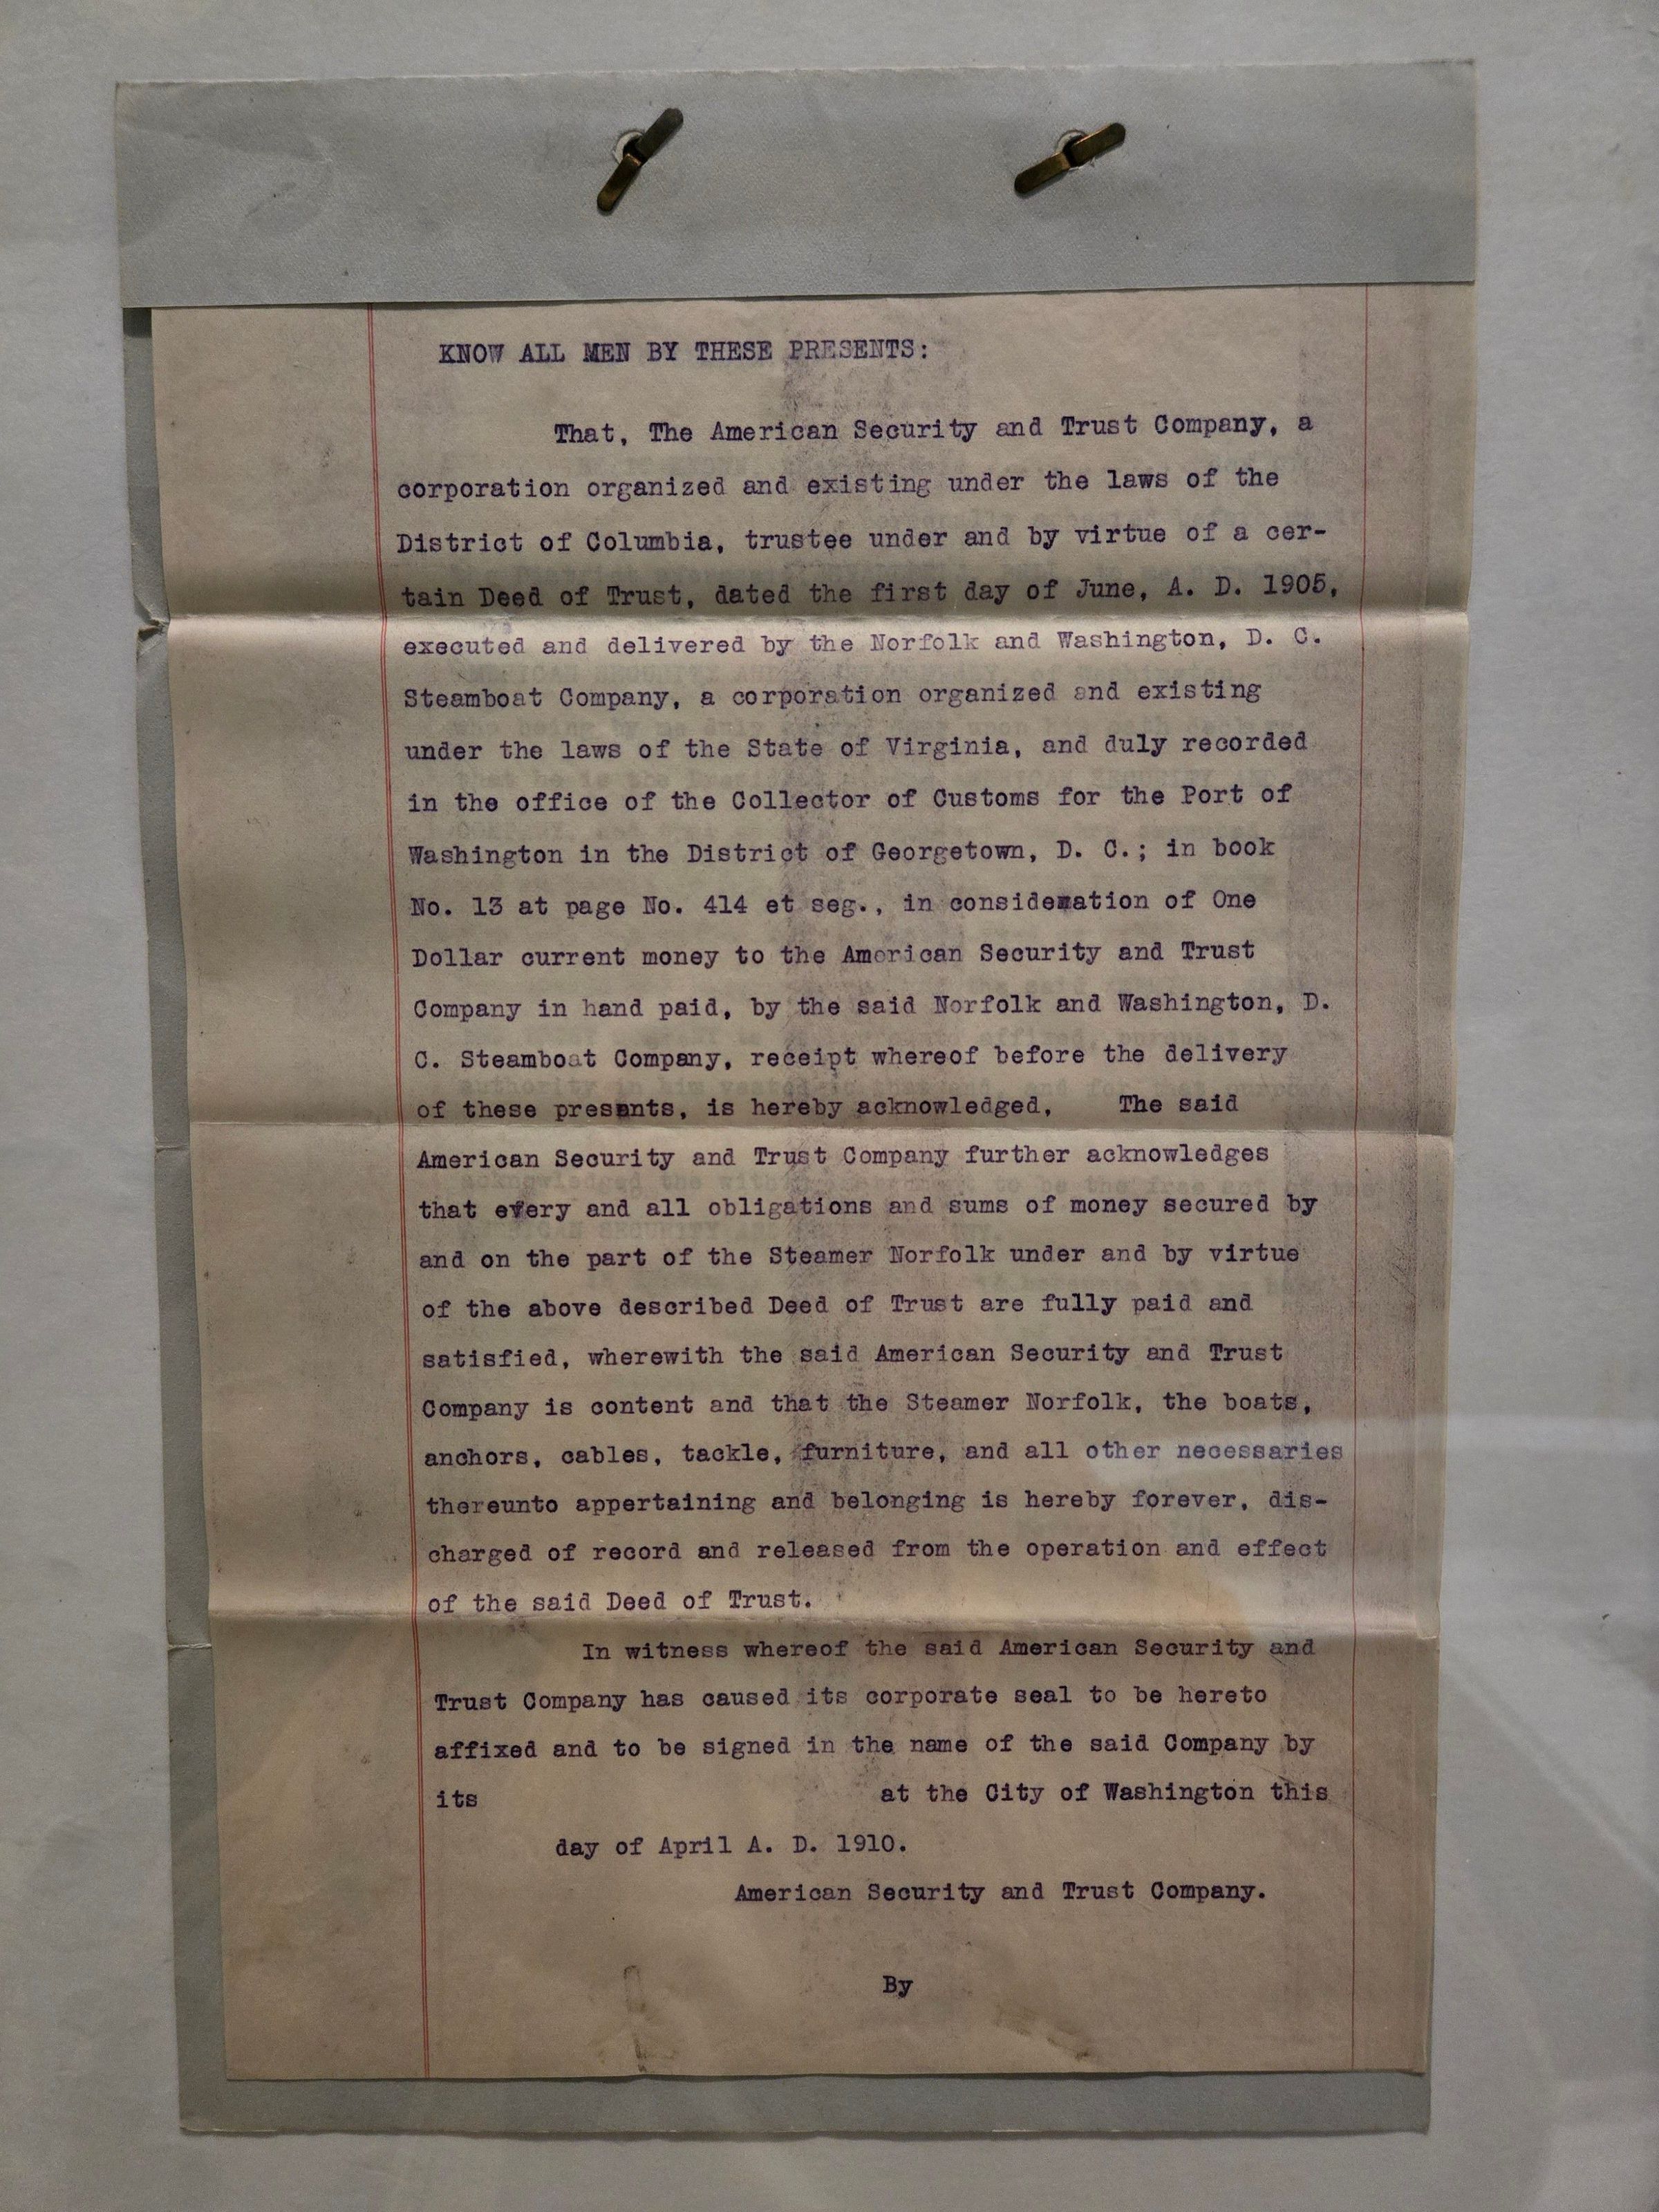 KNOW ALL MEN BY THESE PRESENTS:
That, The American Security and Trust Company, a
corporation organized and existing under the laws of the
District of Columbia, trustee under and by virtue of a cer-
tain Deed of Trust, dated the first day of June, A. D. 1905,
executed and delivered by the Norfolk and Washington, D. C.
Steamboat Company, a corporation organized and existing
under the laws of the State of Virginia, and duly recorded
in the office of the Collector of Customs for the Port of
Washington in the District of Georgetown, D. C.; in book
No. 13 at page No. 414 et seg., in consideration of One
Dollar current money to the American Security and Trust
Company in hand paid, by the said Norfolk and Washington, D.
C. Steamboat Company, receipt whereof before the delivery
of these presents, is hereby acknowledged, The said
American Security and Trust Company further acknowledges
that every and all obligations and sums of money secured by
and on the part of the Steamer Norfolk under and by virtue
of the above described Deed of Trust are fully paid and
satisfied, wherewith the said American Security and Trust
Company is content and that the Steamer Norfolk, the boats,
anchors, cables, tackle, furniture, and all other necessaries
thereunto appertaining and belonging is hereby forever, dis-
charged of record and released from the operation and effect
of the said Deed of Trust.
In witness whereof the said American Security and
Trust Company has caused its corporate seal to be hereto
affixed and to be signed in the name of the said Company by
its at the City of Washington this
day of April A. D. 1910.
American Security and Trust Company.
By